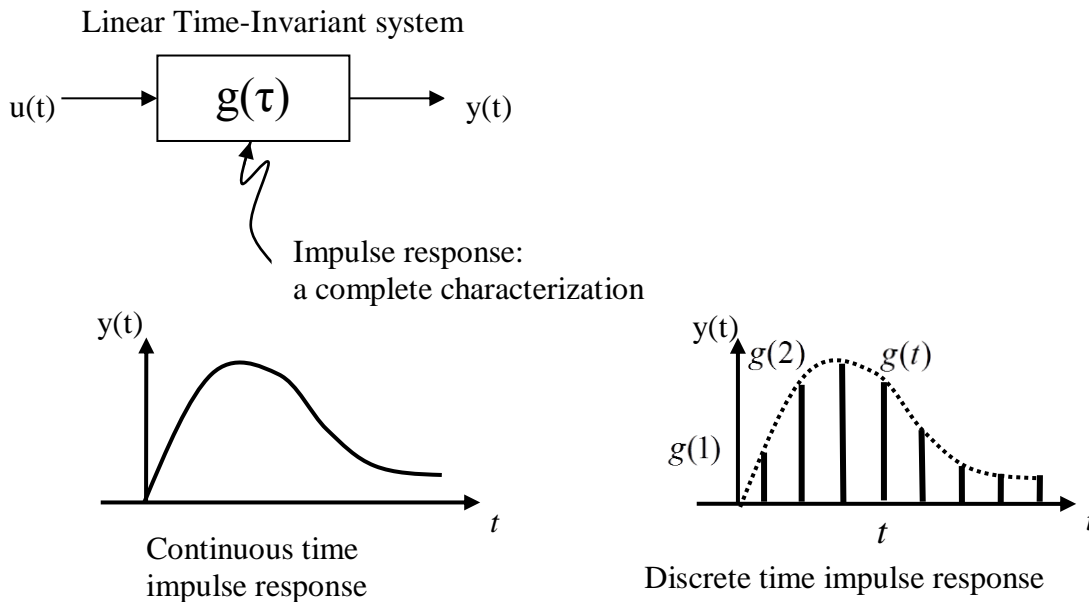 Linear Time-Invariant system
u(t)
g(τ)
y(t)
Impulse response:
a complete characterization
y(t)
t
Continuous time
impulse response
y(t)
g(2)
g(t)
g(1)
t
t
Discrete time impulse response